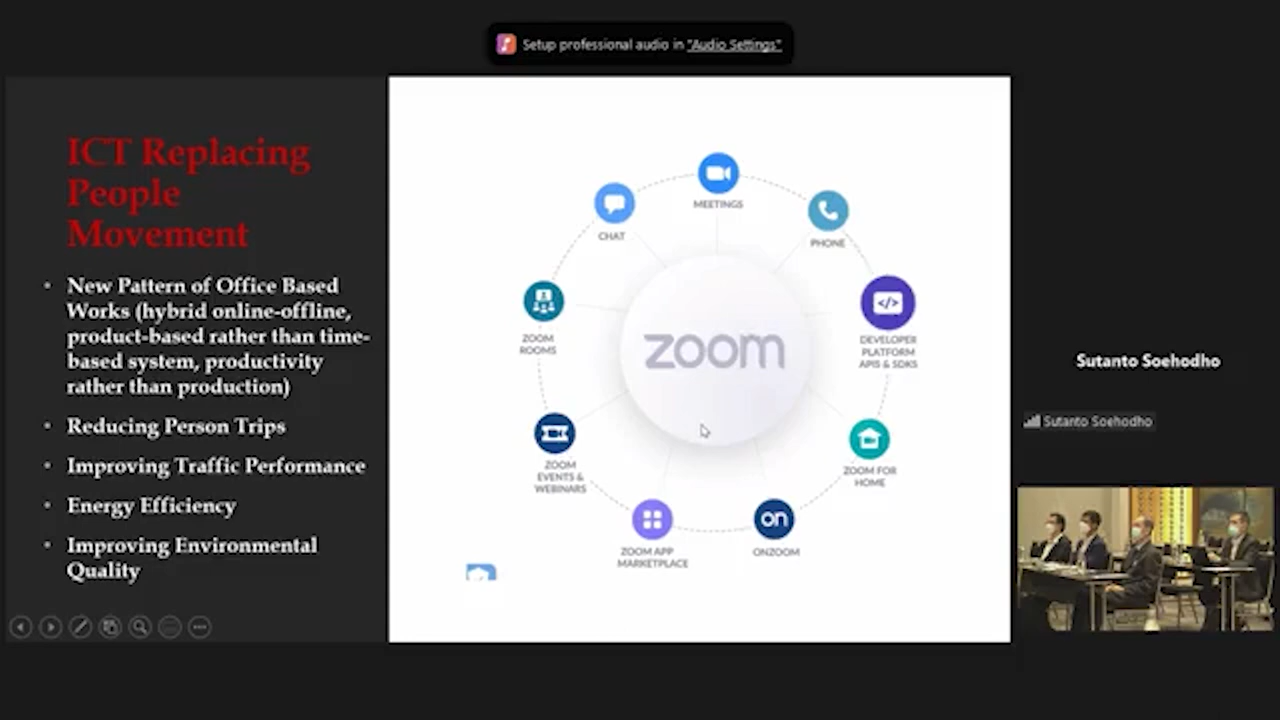 Setup professional audio in "Audio Settings"
ICT Replacing
People
Movement
• New Pattern of Office Based
Works (hybrid online-offline,
product-based rather than time-
based system, productivity
rather than production)
• Reducing Person Trips
• Improving Traffic Performance
• Energy Efficiency
• Improving Environmental
Quality
MEETINGS
CHAT
PHONE
ZOOM
ROOMS
DEVELOPER
PLATFORM
APIS & SDKS
zoom
ZOOM
EVENTS &
WEBINARS
ZOOM FOR
HOME
on
ZOOM APP
MARKETPLACE
ONZOOM
Sutanto Soehodho
Sutanto Soehodho